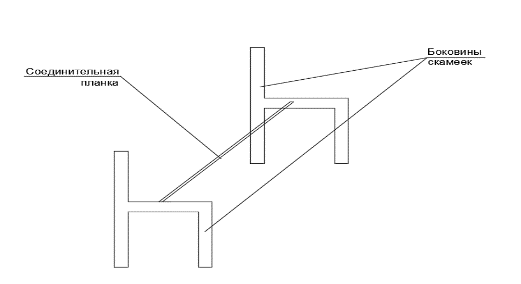 Соединительная
планка
Боковины
скамеек